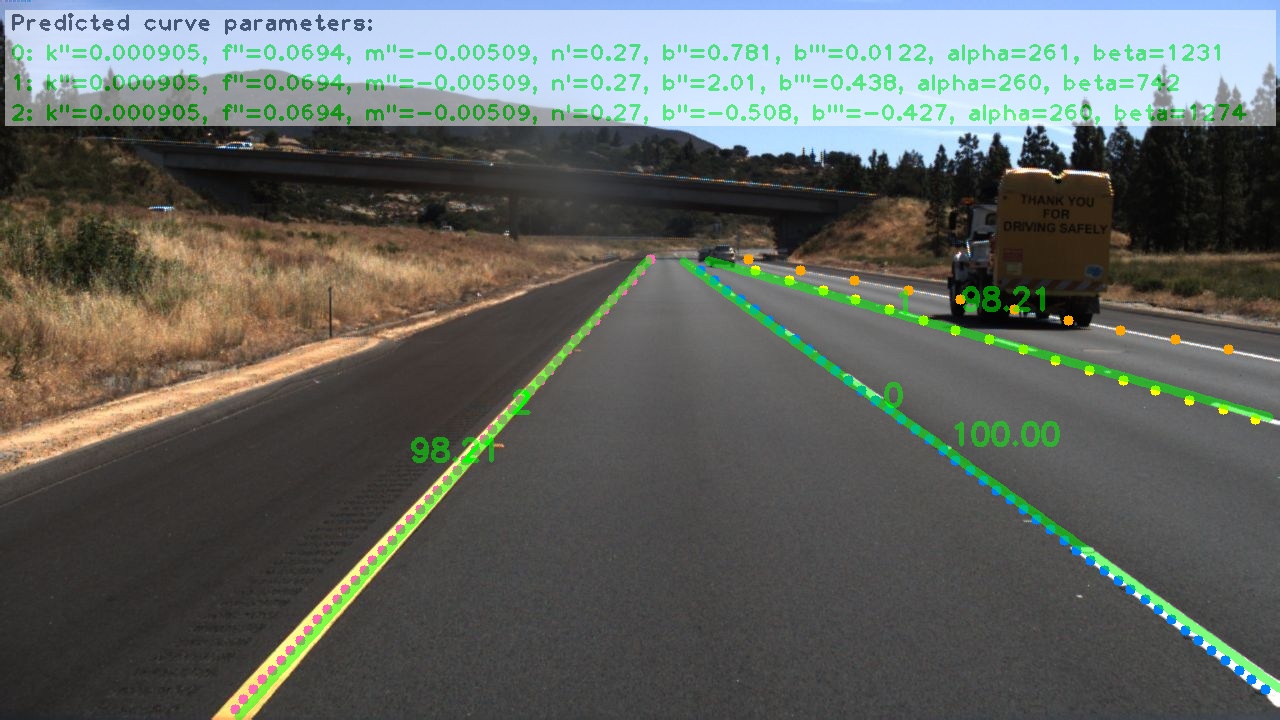 Predicted curve parameters:
0: k''=0.000905, f''=0.0694, m''=-0.00509, n'=0.27, b''=0.781, b'''=0.0122, alpha=261, beta=1231
1: k''=0.000905, f''=0.0694, m''=-0.00509, n'=0.27, b''=2.01, b'''=0.438, alpha=260, beta=742
2: k''=0.000905, f''=0.0694, m''=-0.00509, n'=0.27, b''=-0.508, b'''=-0.427, alpha=260, beta=1274
THANK YOU
FOR
DRIVING SAFELY
1 98.21
0
100.00
2
98.21